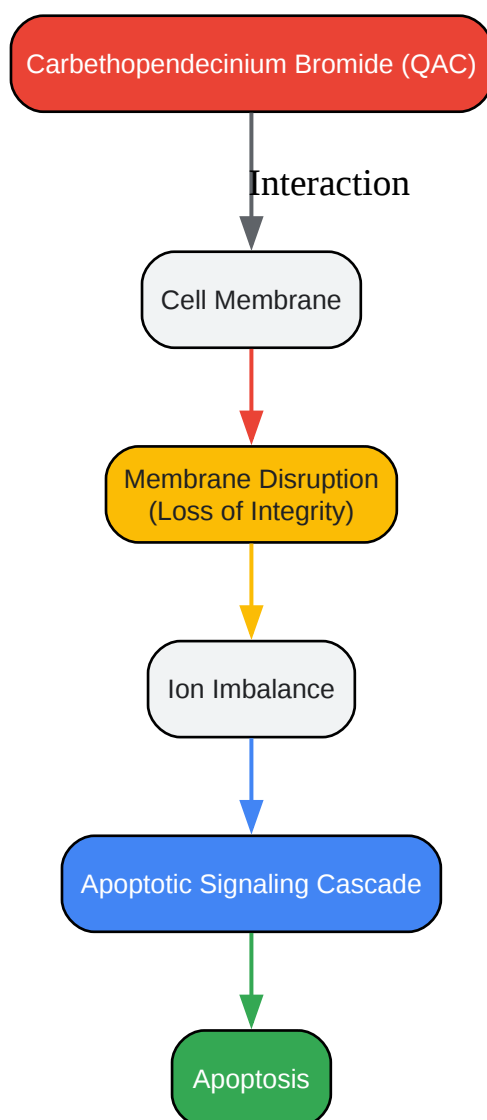 Carbethopendecinium Bromide (QAC)
Interaction
Cell Membrane
Membrane Disruption
(Loss of Integrity)
Ion Imbalance
Apoptotic Signaling Cascade
Apoptosis